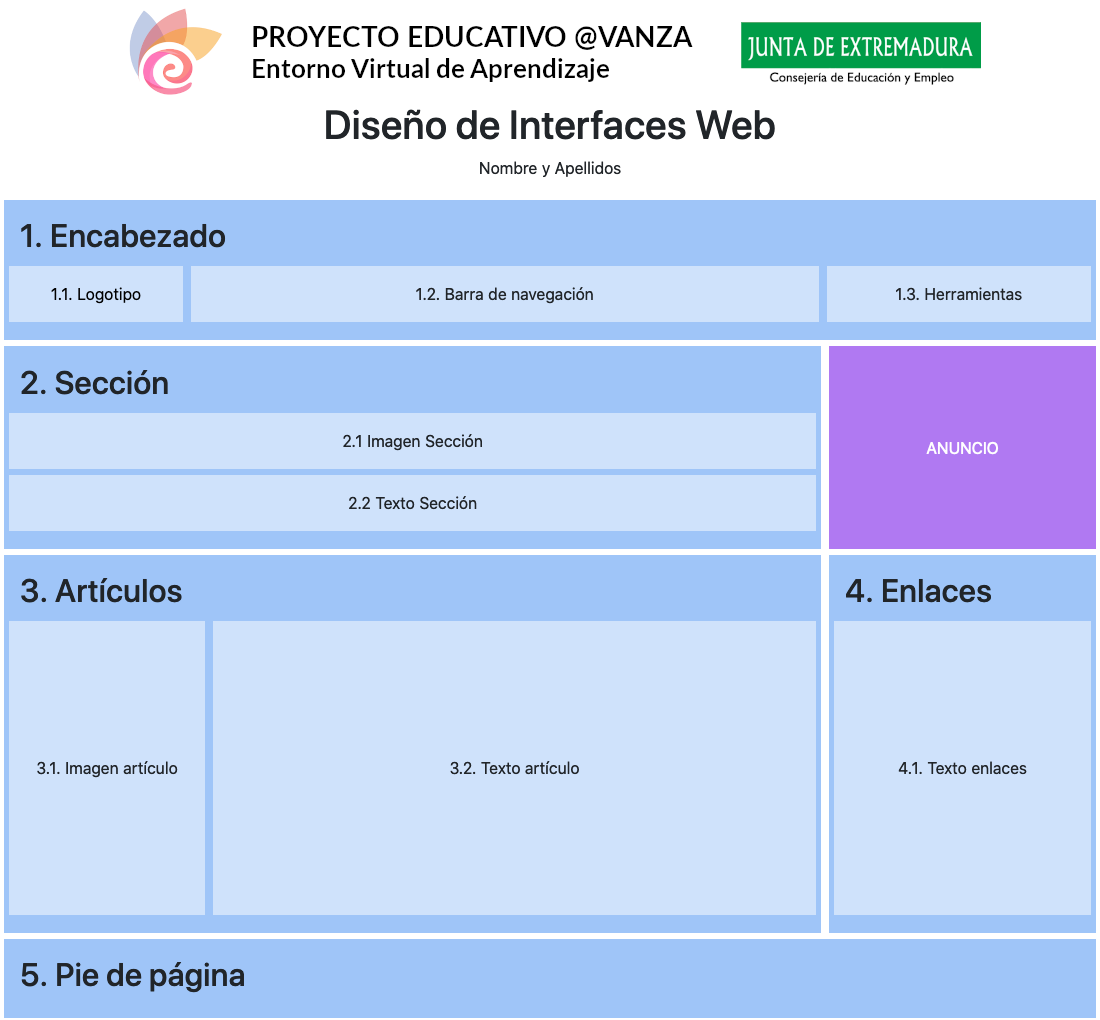 PROYECTO EDUCATIVO @VANZA
Entorno Virtual de Aprendizaje
JUNTA DE EXTREMADURA
Consejería de Educación y Empleo
Diseño de Interfaces Web
Nombre y Apellidos
1. Encabezado
1.1. Logotipo
1.2. Barra de navegación
1.3. Herramientas
2. Sección
2.1 Imagen Sección
2.2 Texto Sección
ANUNCIO
3. Artículos
3.1. Imagen artículo
3.2. Texto artículo
4. Enlaces
4.1. Texto enlaces
5. Pie de página